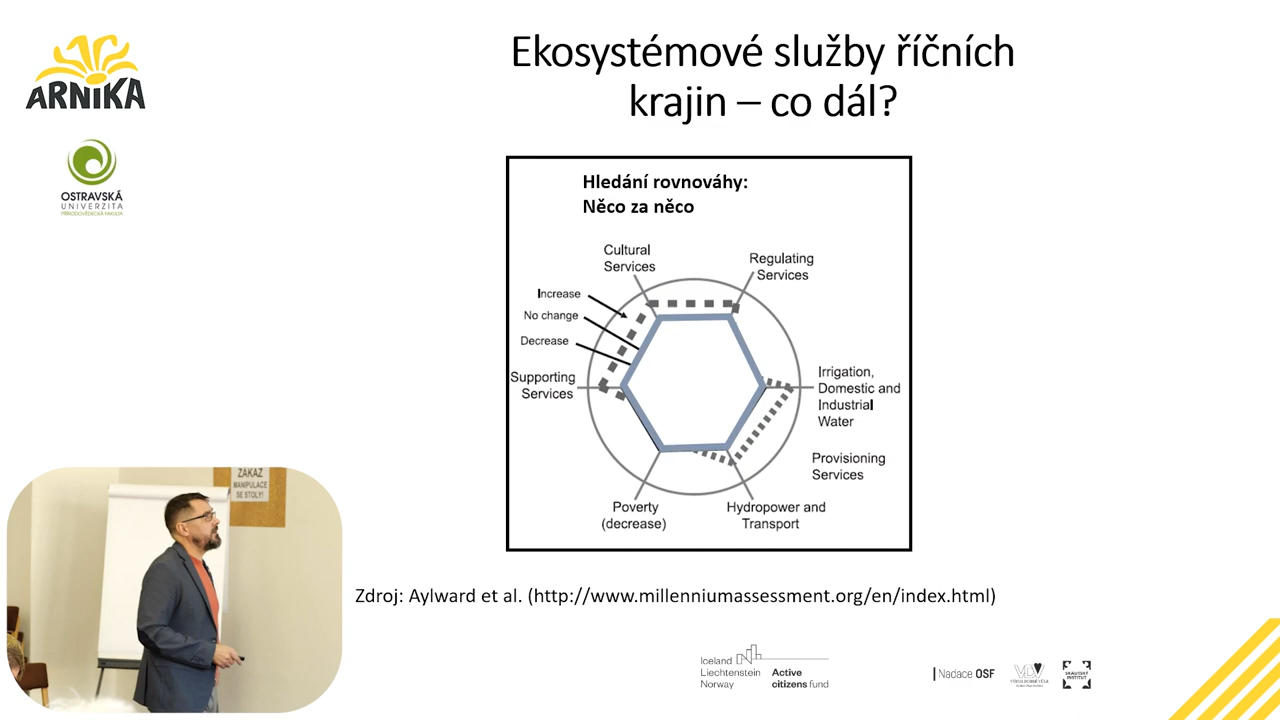 ARNIKA
OSTRAVSKÁ
UNIVERZITA
PŘÍRODOVĚDECKÁ FAKULTA
Ekosystémové služby říčních
krajin – co dál?
Hledání rovnováhy:
Něco za něco
Cultural
Services
Regulating
Services
Increase
No change
Decrease
Supporting
Services
Irrigation,
Domestic and
Industrial
Water
Provisioning
Services
Poverty
(decrease)
Hydropower and
Transport
ZÁKAZ
MANIPULACE
SE STOLY!
Zdroj: Aylward et al. (http://www.millenniumassessment.org/en/index.html)
Iceland
Liechtenstein
Norway
Active
citizens fund
Nadace OSF
SKAUTSKÝ
INSTITUT